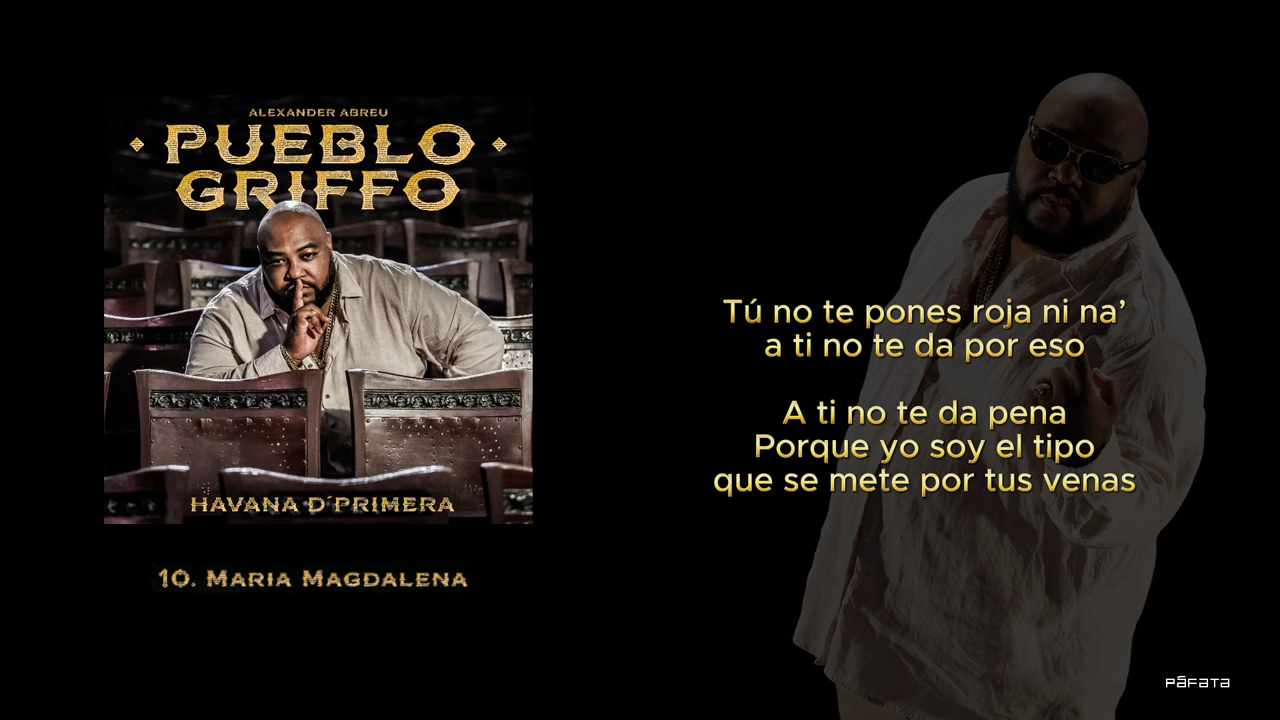 ALEXANDER ABREU
PUEBLO
GRIFFO
HAVANA D'PRIMERA
10. MARIA MAGDALENA
Tú no te pones roja ni na’
a ti no te da por eso
A ti no te da pena
Porque yo soy el tipo
que se mete por tus venas
PáFATA